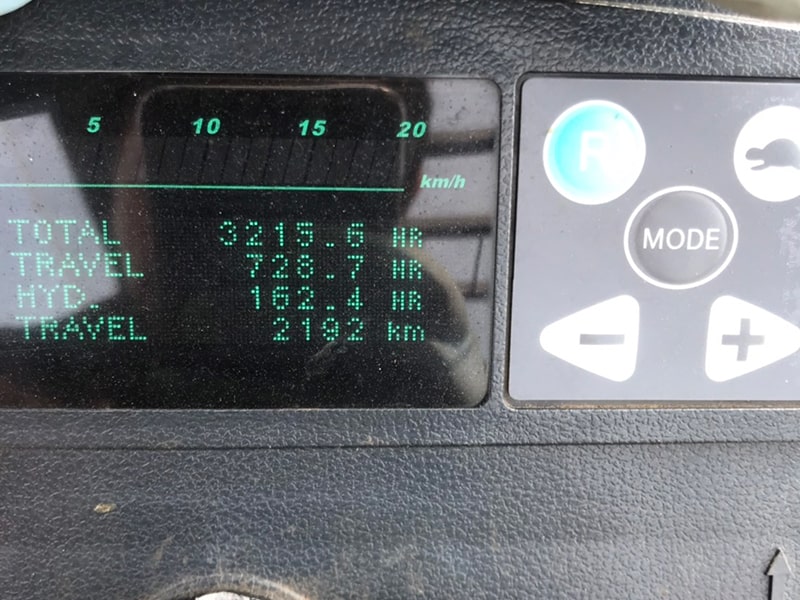 5 10 15 20
km/h
TOTAL 3215.6 HR
TRAVEL 728.7 HR
HYD. 162.4 HR
TRAVEL 2192 km
R
MODE